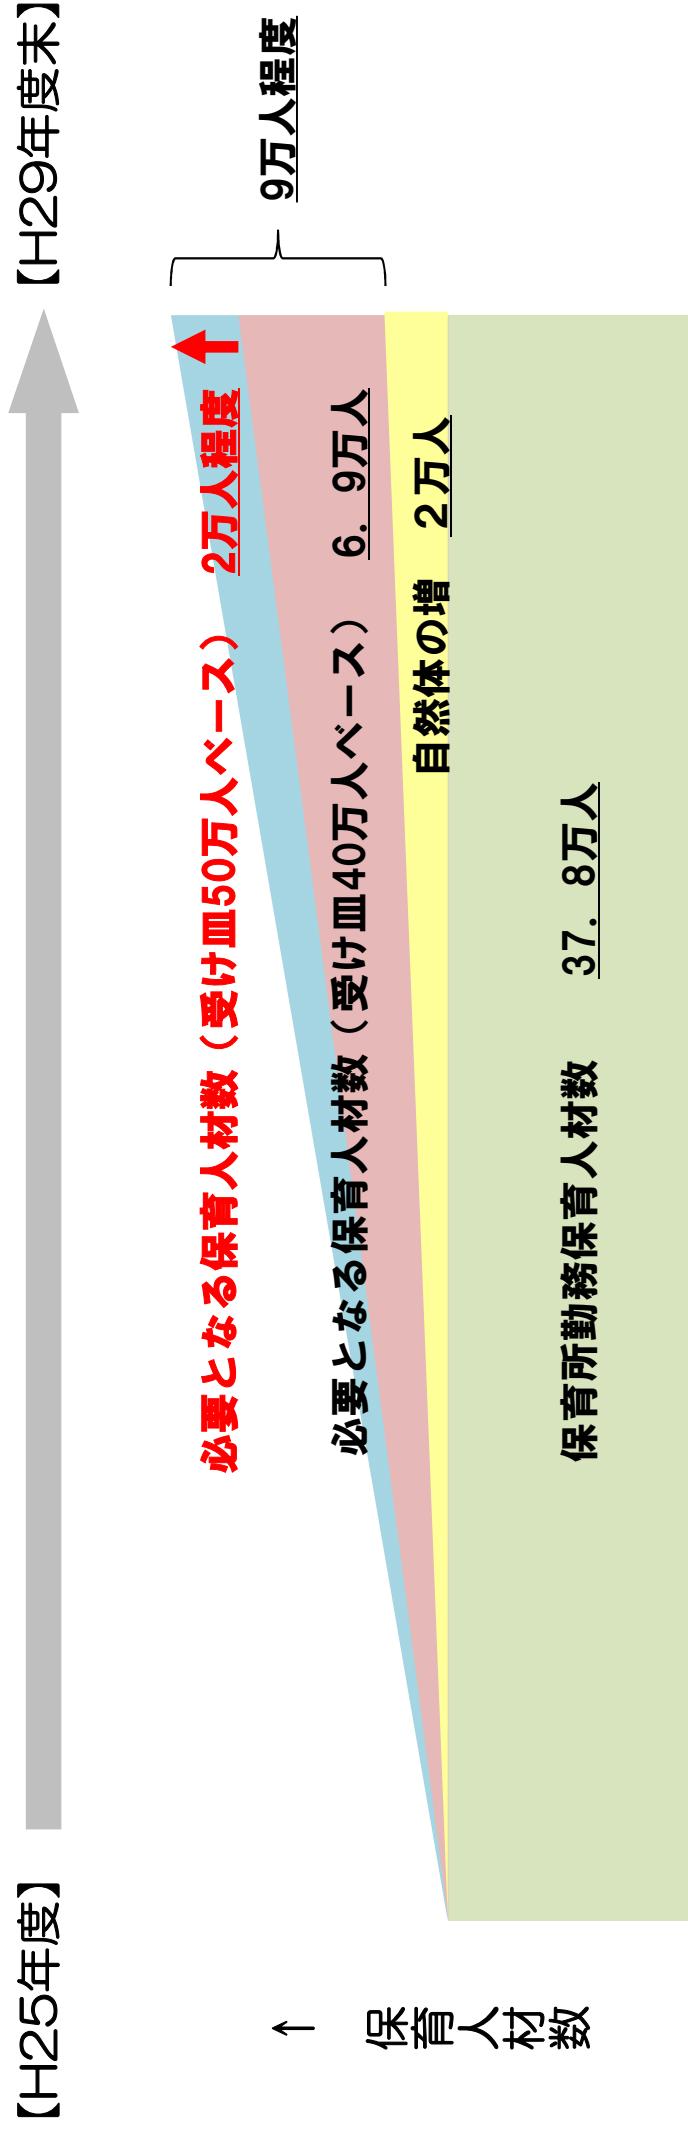 【H25年度】
【H29年度末】
↑
保育人材数
9万人程度
必要となる保育人材数(受け皿50万人ベース) 2万人程度
必要となる保育人材数(受け皿40万人ベース) 6.9万人
自然体の増 2万人
保育所勤務保育人材数 37.8万人